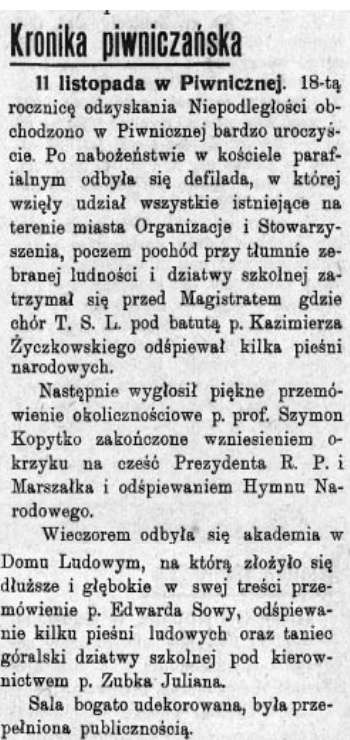 Kronika piwniczańska
11 listopada w Piwnicznej. 18-tą
rocznicę odzyskania Niepodległości ob-
chodzono w Piwnicznej bardzo uroczyś-
cie. Po nabożeństwie w kościele paraf-
ialnym odbyła się defilada, w której
wzięły udział wszystkie istniejące na
terenie miasta Organizacje i Stowarzy-
szenia, poczem pochód przy tłumnie ze-
branej ludności i dziatwy szkolnej za-
trzymał się przed Magistratem gdzie
chór T. S. L. pod batutą p. Kazimierza
Życzkowskiego odśpiewał kilka pieśni
narodowych.
Następnie wygłosił piękne przemó-
wienie okolicznościowe p. prof. Szymon
Kopytko zakończone wzniesieniem o-
krzyku na cześć Prezydenta R. P. i
Marszałka i odśpiewaniem Hymnu Na-
rodowego.
Wieczorem odbyła się akademia w
Domu Ludowym, na którą złożyło się
dłuższe i głębokie w swej treści prze-
mówienie p. Edwarda Sowy, odśpiewa-
nie kilku pieśni ludowych oraz taniec
góralski dziatwy szkolnej pod kierow-
nictwem p. Zubka Juliana.
Sala bogato udekorowana, była prze-
pełniona publicznością.